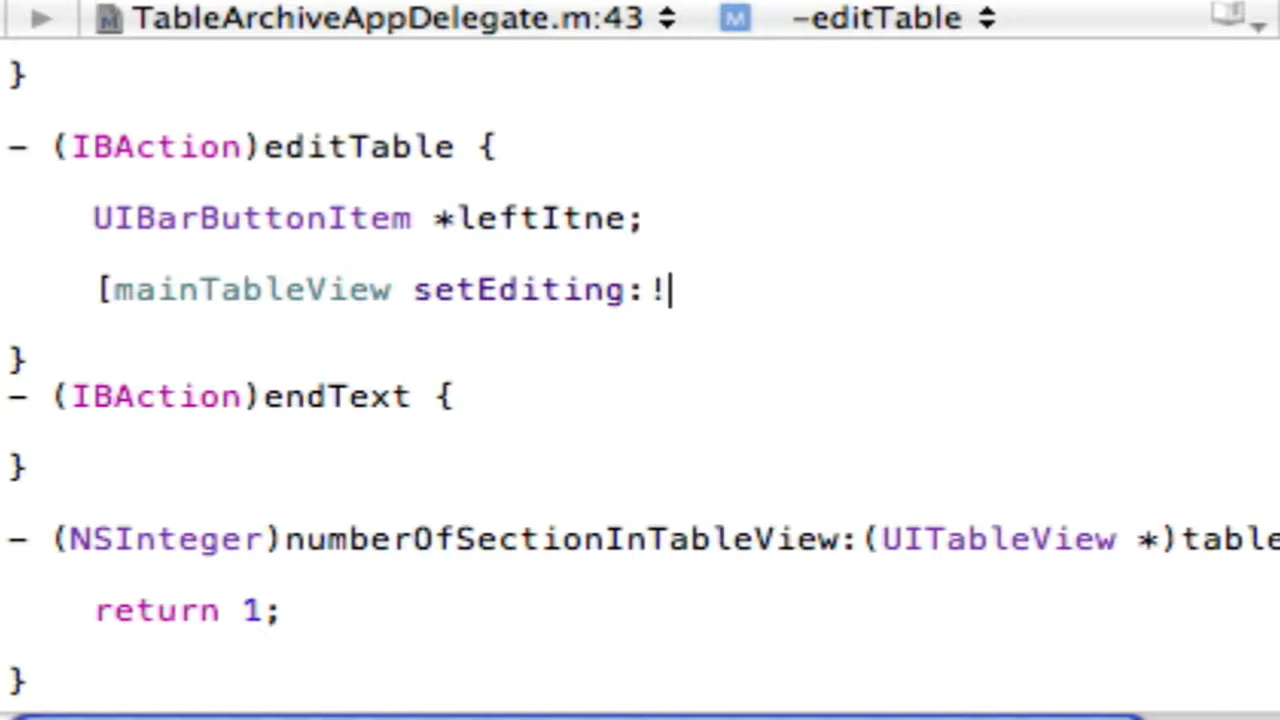 TableArchiveAppDelegate.m:43 M -editTable
}
- (IBAction)editTable {
UIBarButtonItem *leftItne;
[mainTableView setEditing:!
}
- (IBAction)endText {
}
- (NSInteger)numberOfSectionInTableView:(UITableView *)table
return 1;
}